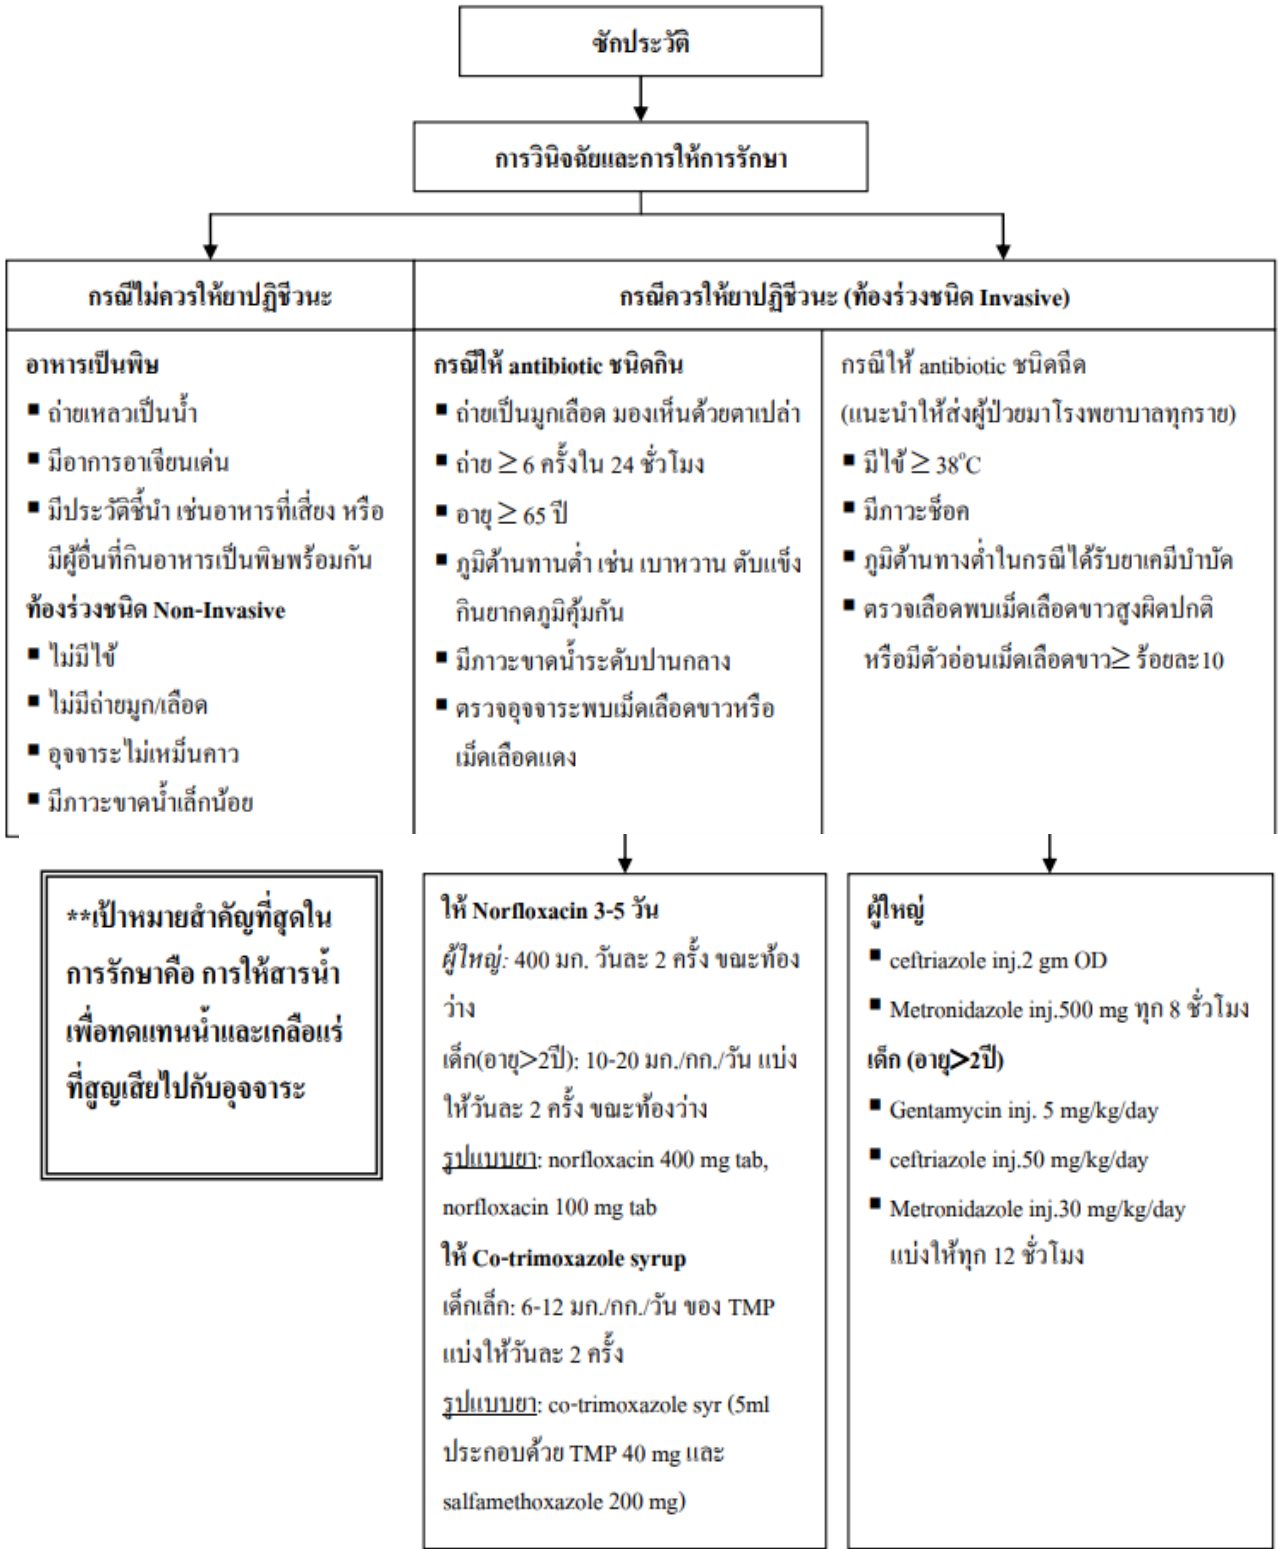 ซักประวัติ
การวินิจฉัยและการให้การรักษา
กรณีไม่ควรให้ยาปฏิชีวนะ
กรณีควรให้ยาปฏิชีวนะ (ท้องร่วงชนิด Invasive)
อาหารเป็นพิษ
▪ ถ่ายเหลวเป็นน้ำ
▪ มีอาการอาเจียนเด่น
▪ มีประวัติชี้นำ เช่นอาหารที่เสี่ยง หรือ
มีผู้อื่นที่กินอาหารเป็นพิษพร้อมกัน
ท้องร่วงชนิด Non-Invasive
▪ ไม่มีไข้
▪ ไม่มีถ่ายมูก/เลือด
▪ อุจจาระไม่เหม็นคาว
▪ มีภาวะขาดน้ำเล็กน้อย
กรณีให้ antibiotic ชนิดกิน
▪ ถ่ายเป็นมูกเลือด มองเห็นด้วยตาเปล่า
▪ ถ่าย ≥ 6 ครั้งใน 24 ชั่วโมง
▪ อายุ ≥ 65 ปี
▪ ภูมิต้านทานต่ำ เช่น เบาหวาน ตับแข็ง
กินยากดภูมิคุ้มกัน
▪ มีภาวะขาดน้ำระดับปานกลาง
▪ ตรวจอุจจาระพบเม็ดเลือดขาวหรือ
เม็ดเลือดแดง
กรณีให้ antibiotic ชนิดฉีด
(แนะนำให้ส่งผู้ป่วยมาโรงพยาบาลทุกราย)
▪ มีไข้ ≥ 38°C
▪ มีภาวะช็อค
▪ ภูมิต้านทางต่ำในกรณีได้รับยาเคมีบำบัด
▪ ตรวจเลือดพบเม็ดเลือดขาวสูงผิดปกติ
หรือมีตัวอ่อนเม็ดเลือดขาว≥ ร้อยละ10
**เป้าหมายสำคัญที่สุดใน
การรักษาคือ การให้สารน้ำ
เพื่อทดแทนน้ำและเกลือแร่
ที่สูญเสียไปกับอุจจาระ
ให้ Norfloxacin 3-5 วัน
ผู้ใหญ่: 400 มก. วันละ 2 ครั้ง ขณะท้อง
ว่าง
เด็ก(อายุ>2ปี): 10-20 มก./กก./วัน แบ่ง
ให้วันละ 2 ครั้ง ขณะท้องว่าง
รูปแบบยา: norfloxacin 400 mg tab,
norfloxacin 100 mg tab
ให้ Co-trimoxazole syrup
เด็กเล็ก: 6-12 มก./กก./วัน ของ TMP
แบ่งให้วันละ 2 ครั้ง
รูปแบบยา: co-trimoxazole syr (5ml
ประกอบด้วย TMP 40 mg และ
salfamethoxazole 200 mg)
ผู้ใหญ่
▪ ceftriazole inj.2 gm OD
▪ Metronidazole inj.500 mg ทุก 8 ชั่วโมง
เด็ก (อายุ>2ปี)
▪ Gentamycin inj. 5 mg/kg/day
▪ ceftriazole inj.50 mg/kg/day
▪ Metronidazole inj.30 mg/kg/day
แบ่งให้ทุก 12 ชั่วโมง